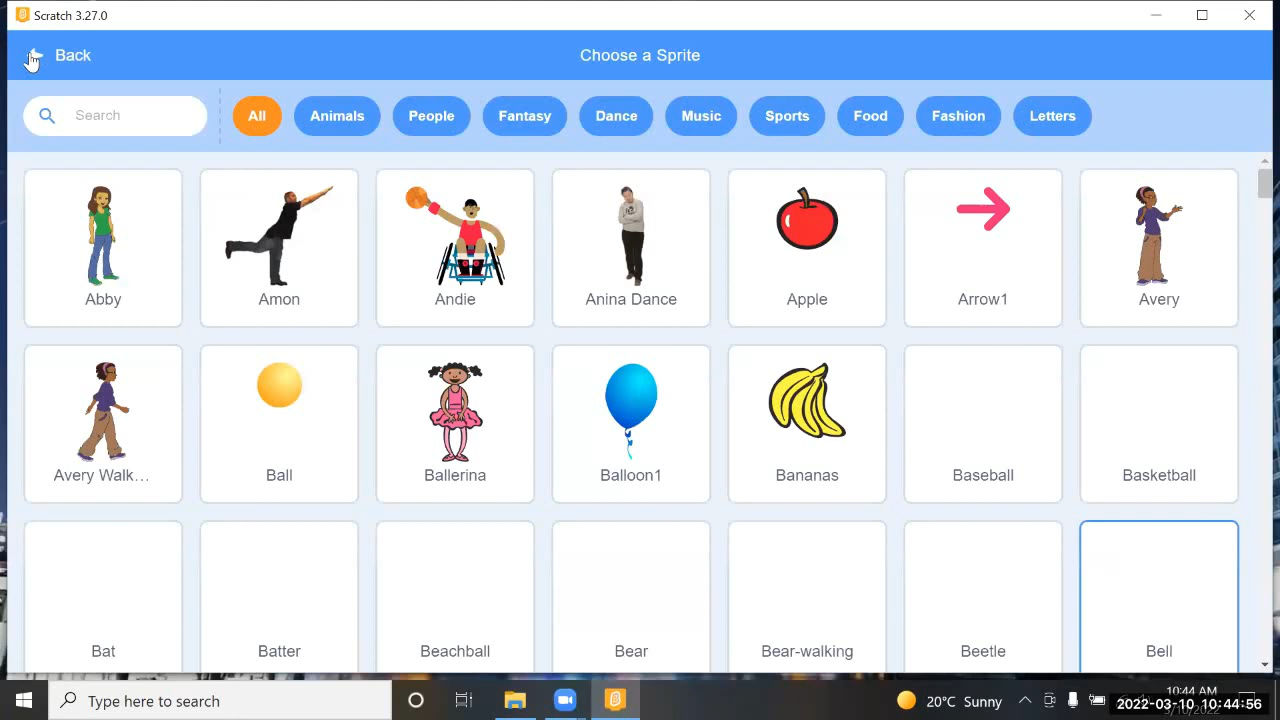 Scratch 3.27.0
Back
Choose a Sprite
Search
All
Animals
People
Fantasy
Dance
Music
Sports
Food
Fashion
Letters
Abby
Amon
Andie
Anina Dance
Apple
Arrow1
Avery
Avery Walk...
Ball
Ballerina
Balloon1
Bananas
Baseball
Basketball
Bat
Batter
Beachball
Bear
Bear-walking
Beetle
Bell
Type here to search
20°C Sunny
10:44 AM
2022-03-10 10:44:56